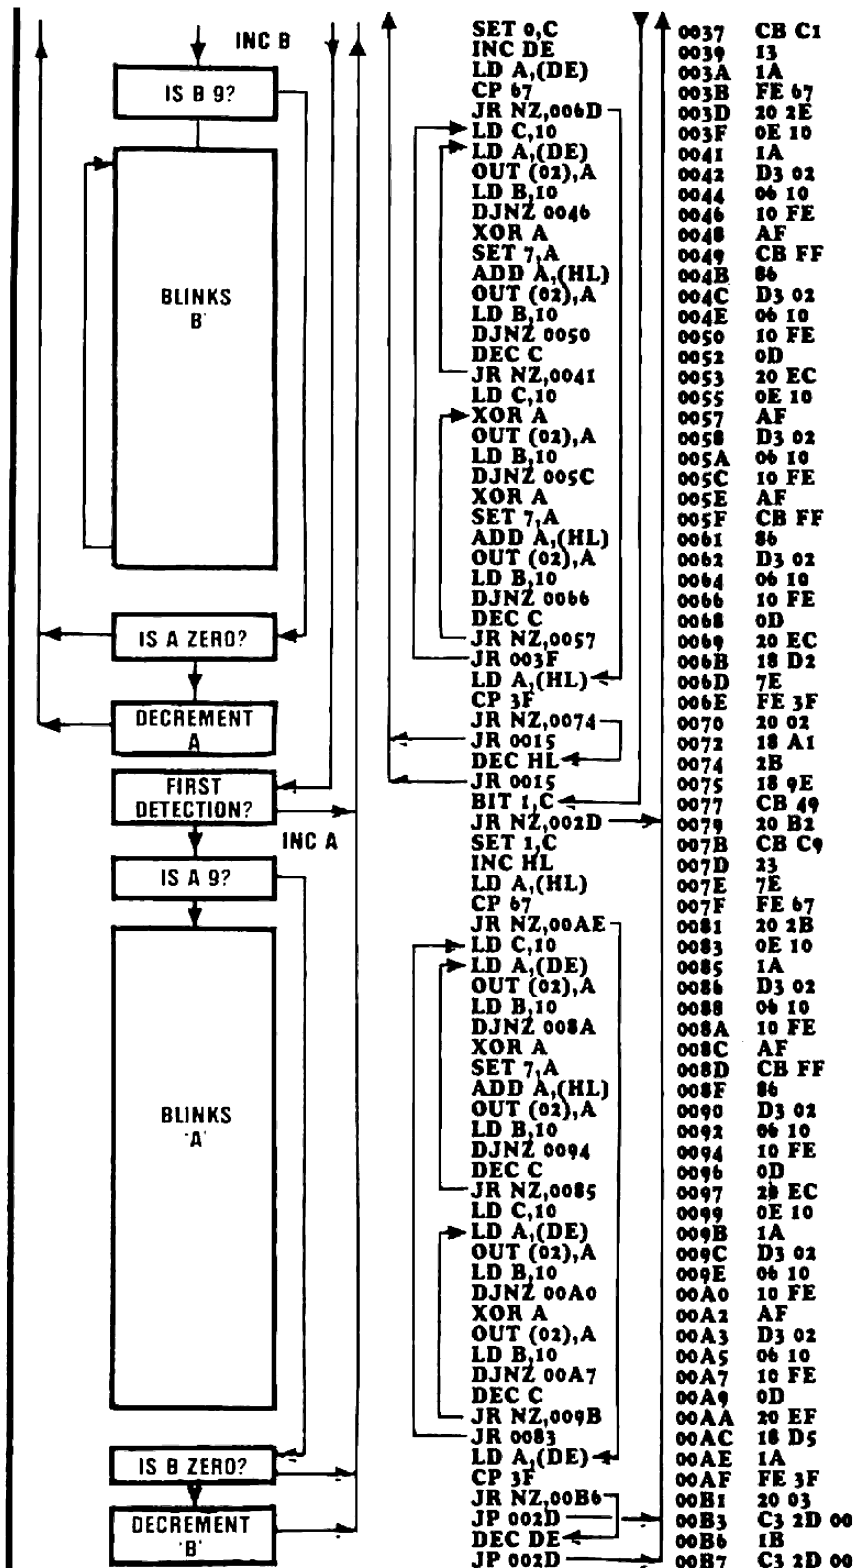 INC B
IS B 9?
BLINKS
'B'
IS A ZERO?
DECREMENT
A
FIRST
DETECTION?
INC A
IS A 9?
BLINKS
'A'
IS B ZERO?
DECREMENT
'B'
SET 0,C 0037 CB C1
INC DE 0039 13
LD A,(DE) 003A 1A
CP 67 003B FE 67
JR NZ,006D 003D 20 2E
LD C,10 003F 0E 10
LD A,(DE) 0041 1A
OUT (02),A 0042 D3 02
LD B,10 0044 06 10
DJNZ 0046 0046 10 FE
XOR A 0048 AF
SET 7,A 0049 CB FF
ADD A,(HL) 004B 86
OUT (02),A 004C D3 02
LD B,10 004E 06 10
DJNZ 0050 0050 10 FE
DEC C 0052 0D
JR NZ,0041 0053 20 EC
LD C,10 0055 0E 10
XOR A 0057 AF
OUT (02),A 0058 D3 02
LD B,10 005A 06 10
DJNZ 005C 005C 10 FE
XOR A 005E AF
SET 7,A 005F CB FF
ADD A,(HL) 0061 86
OUT (02),A 0062 D3 02
LD B,10 0064 06 10
DJNZ 0066 0066 10 FE
DEC C 0068 0D
JR NZ,0057 0069 20 EC
JR 003F 006B 18 D2
LD A,(HL) 006D 7E
CP 3F 006E FE 3F
JR NZ,0074 0070 20 02
JR 0015 0072 18 A1
DEC HL 0074 2B
JR 0015 0075 18 9E
BIT 1,C 0077 CB 49
JR NZ,002D 0079 20 B2
SET 1,C 007B CB C9
INC HL 007D 23
LD A,(HL) 007E 7E
CP 67 007F FE 67
JR NZ,00AE 0081 20 2B
LD C,10 0083 0E 10
LD A,(DE) 0085 1A
OUT (02),A 0086 D3 02
LD B,10 0088 06 10
DJNZ 008A 008A 10 FE
XOR A 008C AF
SET 7,A 008D CB FF
ADD A,(HL) 008F 86
OUT (02),A 0090 D3 02
LD B,10 0092 06 10
DJNZ 0094 0094 10 FE
DEC C 0096 0D
JR NZ,0085 0097 20 EC
LD C,10 0099 0E 10
LD A,(DE) 009B 1A
OUT (02),A 009C D3 02
LD B,10 009E 06 10
DJNZ 00A0 00A0 10 FE
XOR A 00A2 AF
OUT (02),A 00A3 D3 02
LD B,10 00A5 06 10
DJNZ 00A7 00A7 10 FE
DEC C 00A9 0D
JR NZ,009B 00AA 20 EF
JR 0083 00AC 18 D5
LD A,(DE) 00AE 1A
CP 3F 00AF FE 3F
JR NZ,00B6 00B1 20 03
JP 002D 00B3 C3 2D 00
DEC DE 00B6 1B
JP 002D 00B7 C3 2D 00